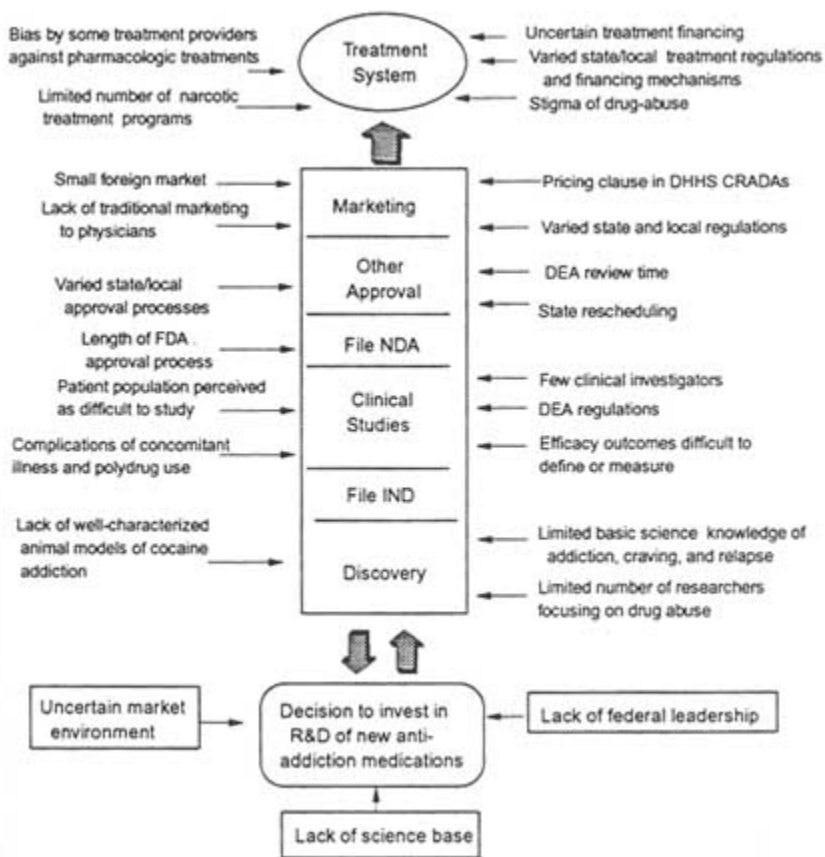 Bias by some treatment providers
against pharmacologic treatments
Limited number of narcotic
treatment programs
Treatment
System
Uncertain treatment financing
Varied state/local treatment regulations
and financing mechanisms
Stigma of drug-abuse
Small foreign market
Lack of traditional marketing
to physicians
Marketing
Pricing clause in DHHS CRADAs
Varied state and local regulations
Varied state/local
approval processes
Other
Approval
DEA review time
State rescheduling
Length of FDA .
approval process
File NDA
Patient population perceived
as difficult to study
Complications of concomitant
illness and polydrug use
Clinical
Studies
Few clinical investigators
DEA regulations
Efficacy outcomes difficult to
define or measure
File IND
Lack of well-characterized
animal models of cocaine
addiction
Discovery
Limited basic science knowledge of
addiction, craving, and relapse
Limited number of researchers
focusing on drug abuse
Uncertain market
environment
Decision to invest in
R&D of new anti-
addiction medications
Lack of federal leadership
Lack of science base